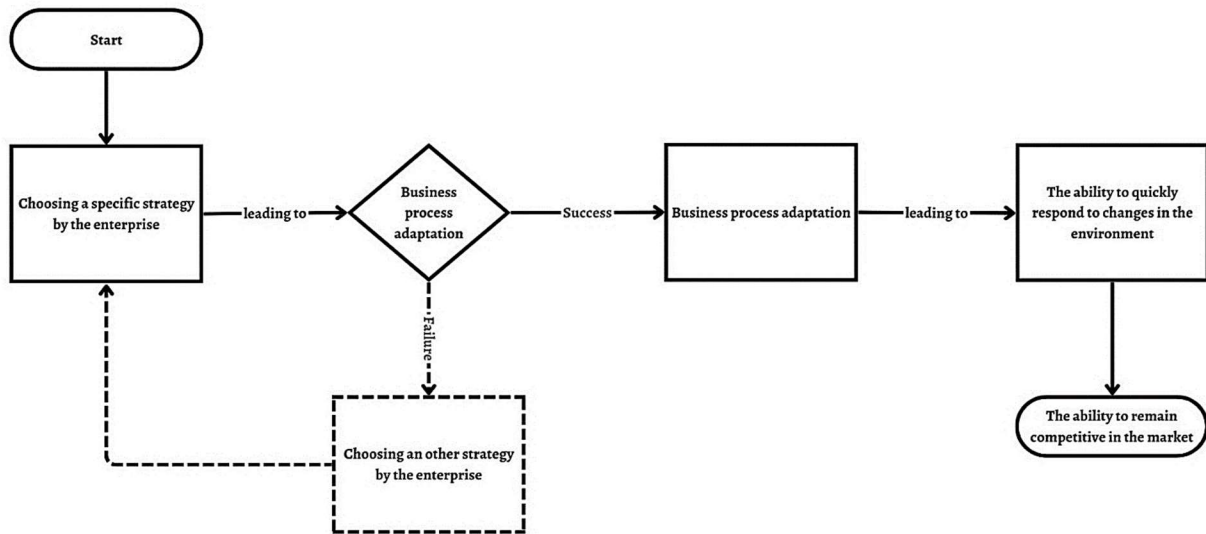 Start
Choosing a specific strategy
by the enterprise
leading to
Business
process
adaptation
Success
Business process adaptation
leading to
The ability to quickly
respond to changes in the
environment
Failure
Choosing an other strategy
by the enterprise
The ability to remain
competitive in the market